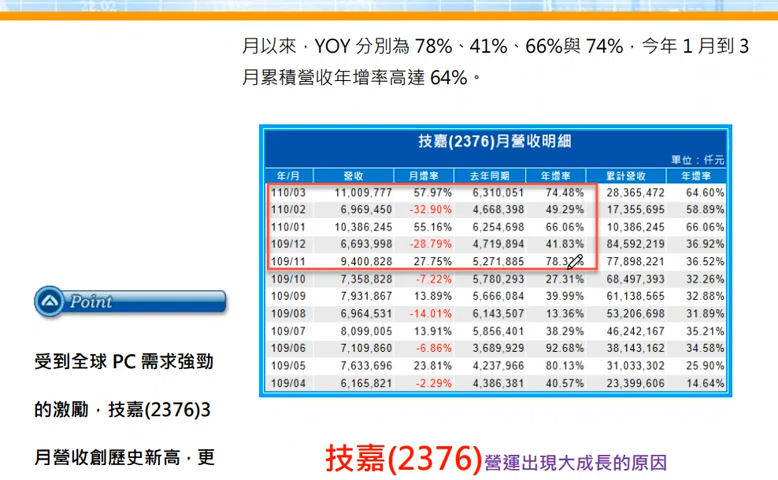 月以來，YOY 分別為 78%、41%、66%與 74%，今年 1 月到 3
月累積營收年增率高達 64%。
技嘉(2376)月營收明細
單位：仟元
年/月 營收 月增率 去年同期 年增率 累計營收 年增率
110/03 11,009,777 57.97% 6,310,051 74.48% 28,365,472 64.60%
110/02 6,969,450 -32.90% 4,668,398 49.29% 17,355,695 58.89%
110/01 10,386,245 55.16% 6,254,698 66.06% 10,386,245 66.06%
109/12 6,693,998 -28.79% 4,719,894 41.83% 84,592,219 36.92%
109/11 9,400,828 27.75% 5,271,885 78.32% 77,898,221 36.52%
109/10 7,358,828 -7.22% 5,780,293 27.31% 68,497,393 32.26%
109/09 7,931,867 13.89% 5,666,084 39.99% 61,138,565 32.88%
109/08 6,964,531 -14.01% 6,143,507 13.36% 53,206,698 31.89%
109/07 8,099,005 13.91% 5,856,401 38.29% 46,242,167 35.21%
109/06 7,109,860 -6.86% 3,689,929 92.68% 38,143,162 34.58%
109/05 7,633,696 23.81% 4,237,966 80.13% 31,033,302 25.90%
109/04 6,165,821 -2.29% 4,386,381 40.57% 23,399,606 14.64%
Point
受到全球 PC 需求強勁
的激勵，技嘉(2376)3
月營收創歷史新高，更
技嘉(2376)營運出現大成長的原因